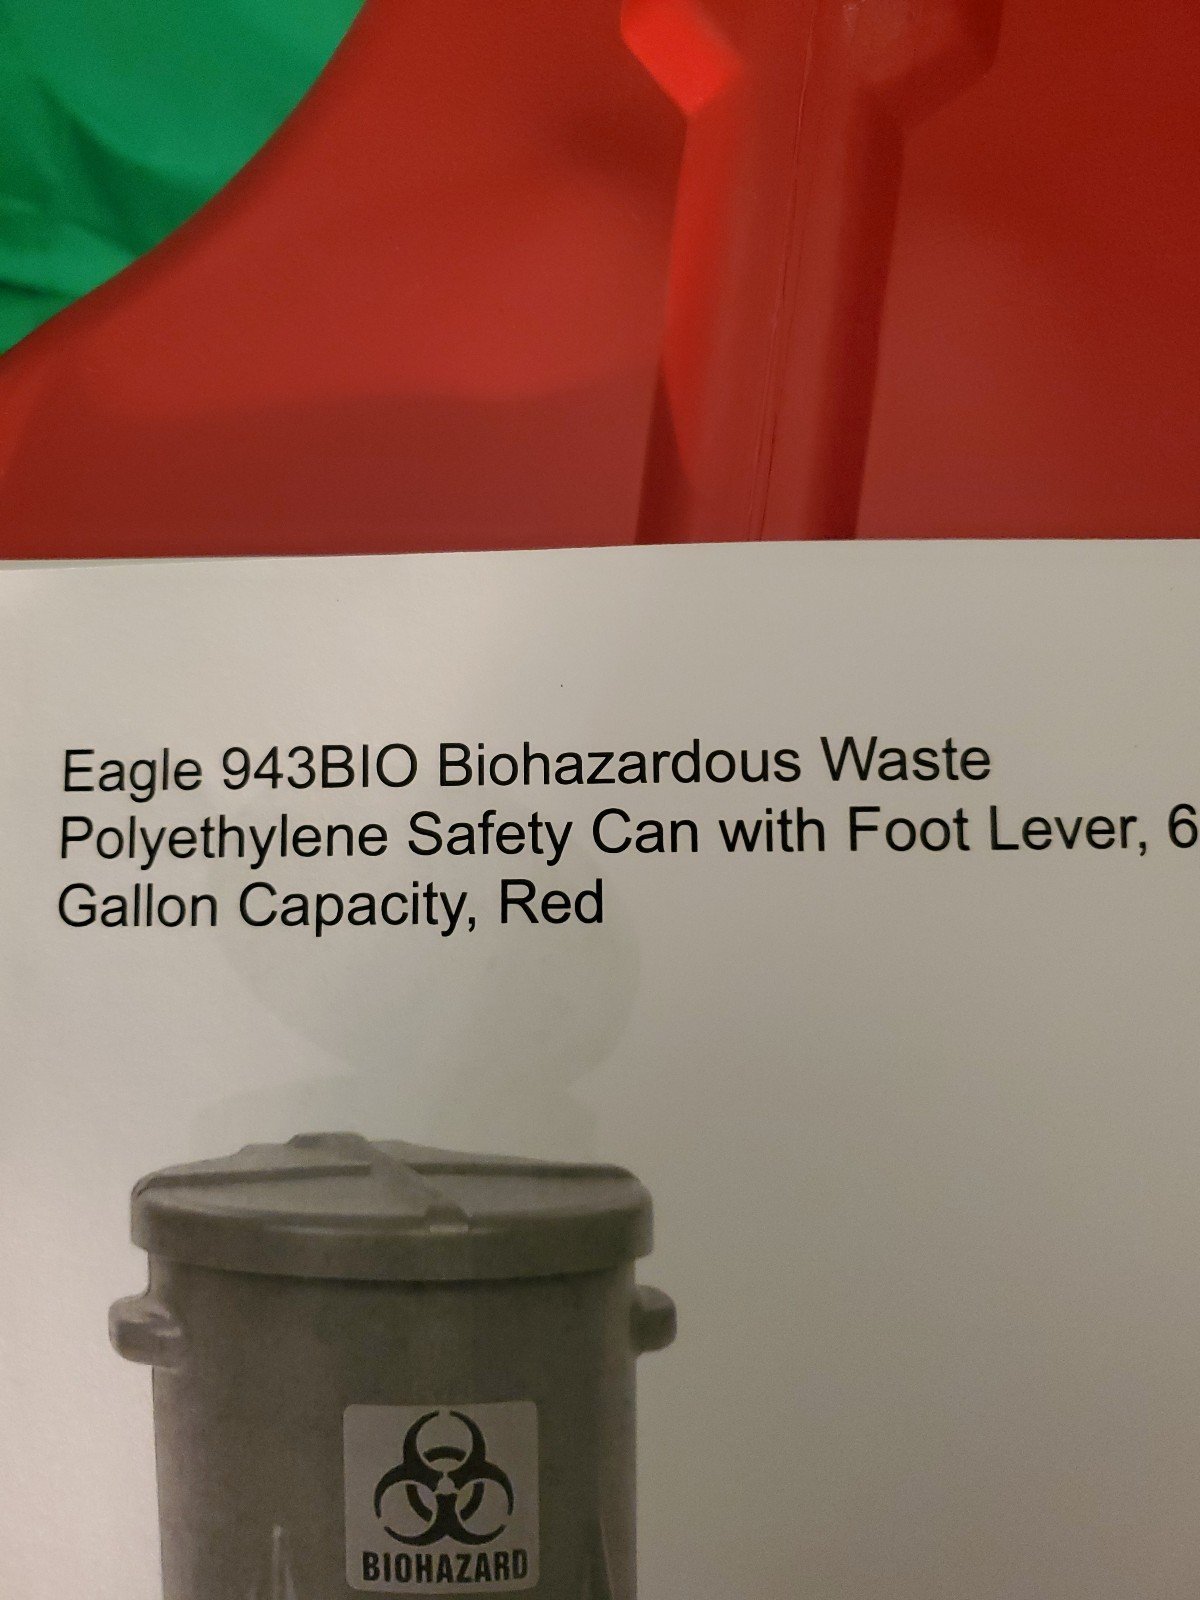 Eagle 943BIO Biohazardous Waste
Polyethylene Safety Can with Foot Lever, 6
Gallon Capacity, Red
BIOHAZARD